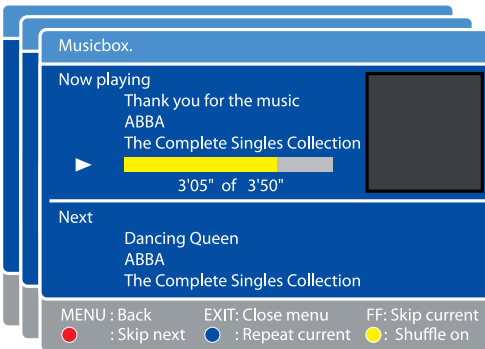 Musicbox.
Now playing
Thank you for the music
ABBA
The Complete Singles Collection
3'05" of 3'50"
Next
Dancing Queen
ABBA
The Complete Singles Collection
MENU : Back EXIT: Close menu FF: Skip current
: Skip next : Repeat current : Shuffle on